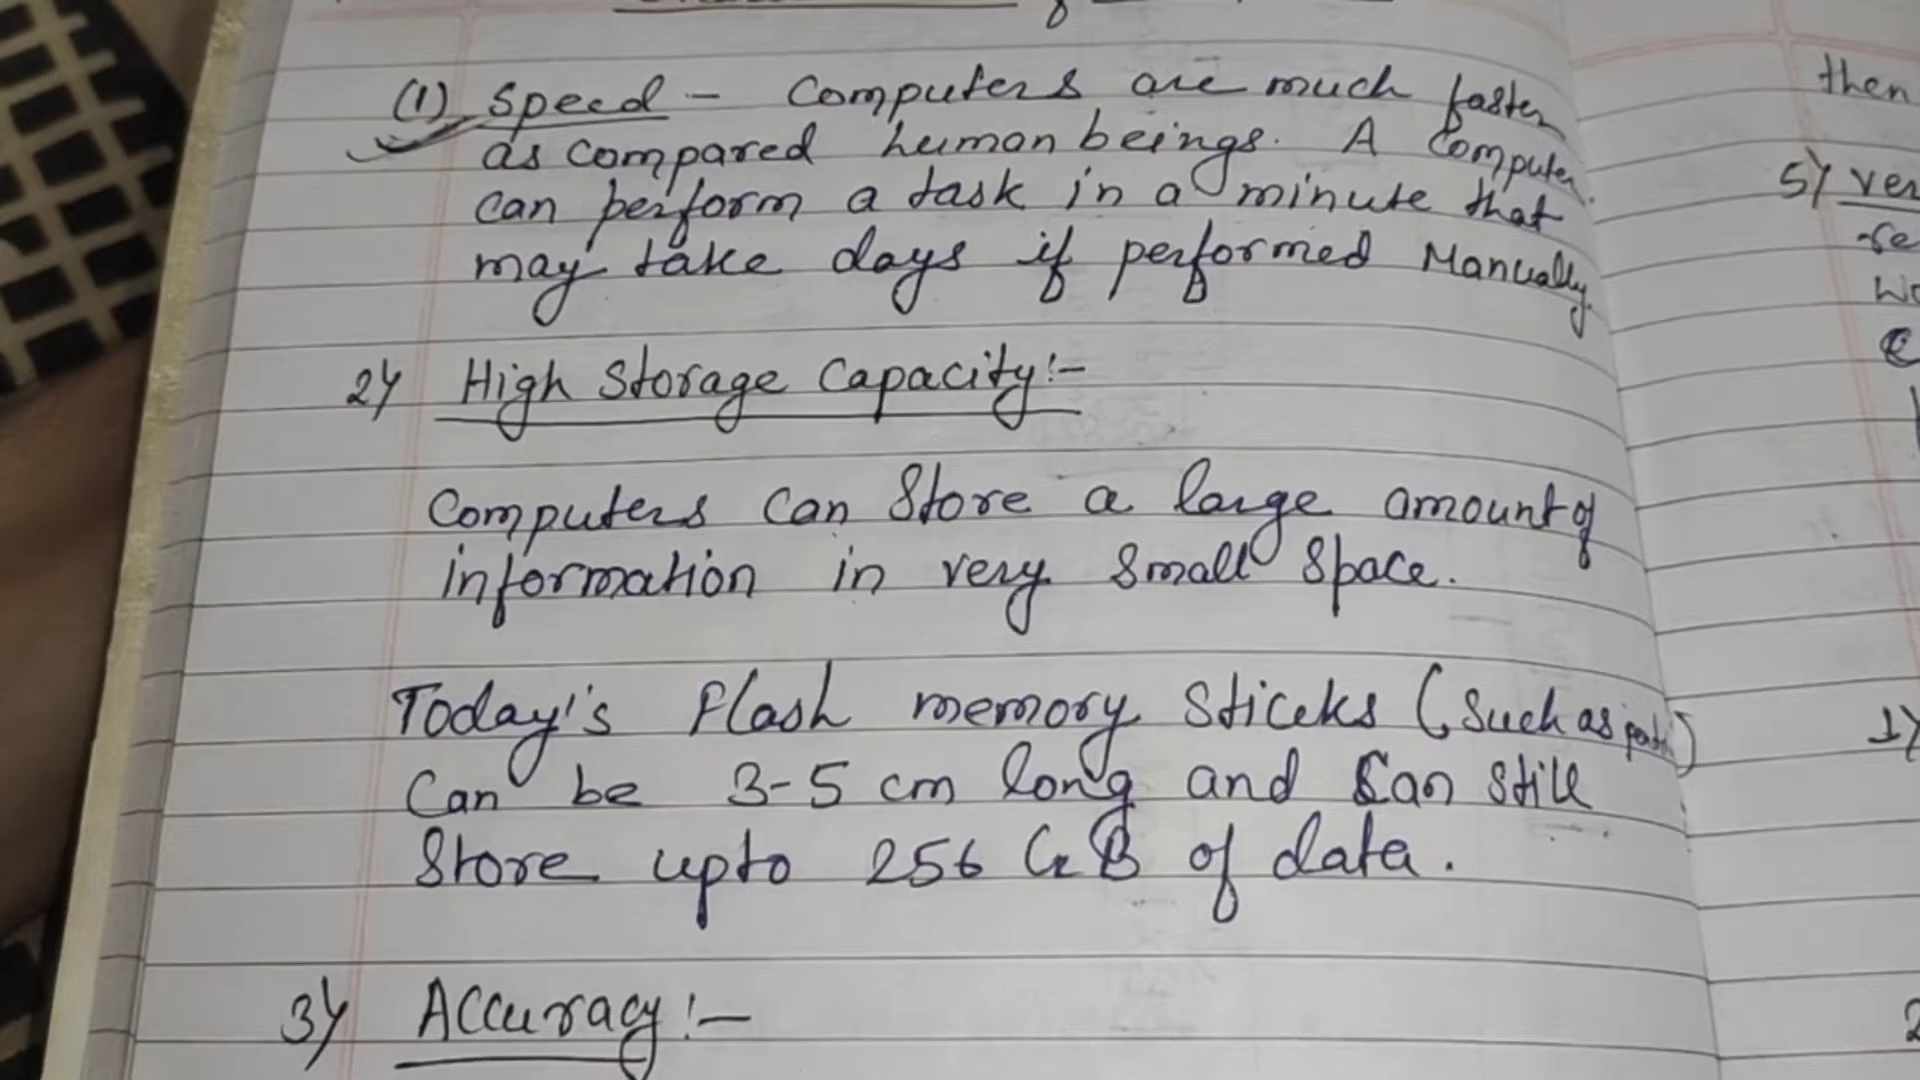 (1) Speed - Computers are much faster
as compared human beings. A Computer
can perform a task in a minute that
may take days if performed Manually.
2) High Storage Capacity:-
Computers can store a large amount of
information in very small space.
Today's Flash memory sticeks (such as
Can be 3-5 cm long and can still
store upto 256 GB of data.
3) Accuracy:-
then
5)
1)